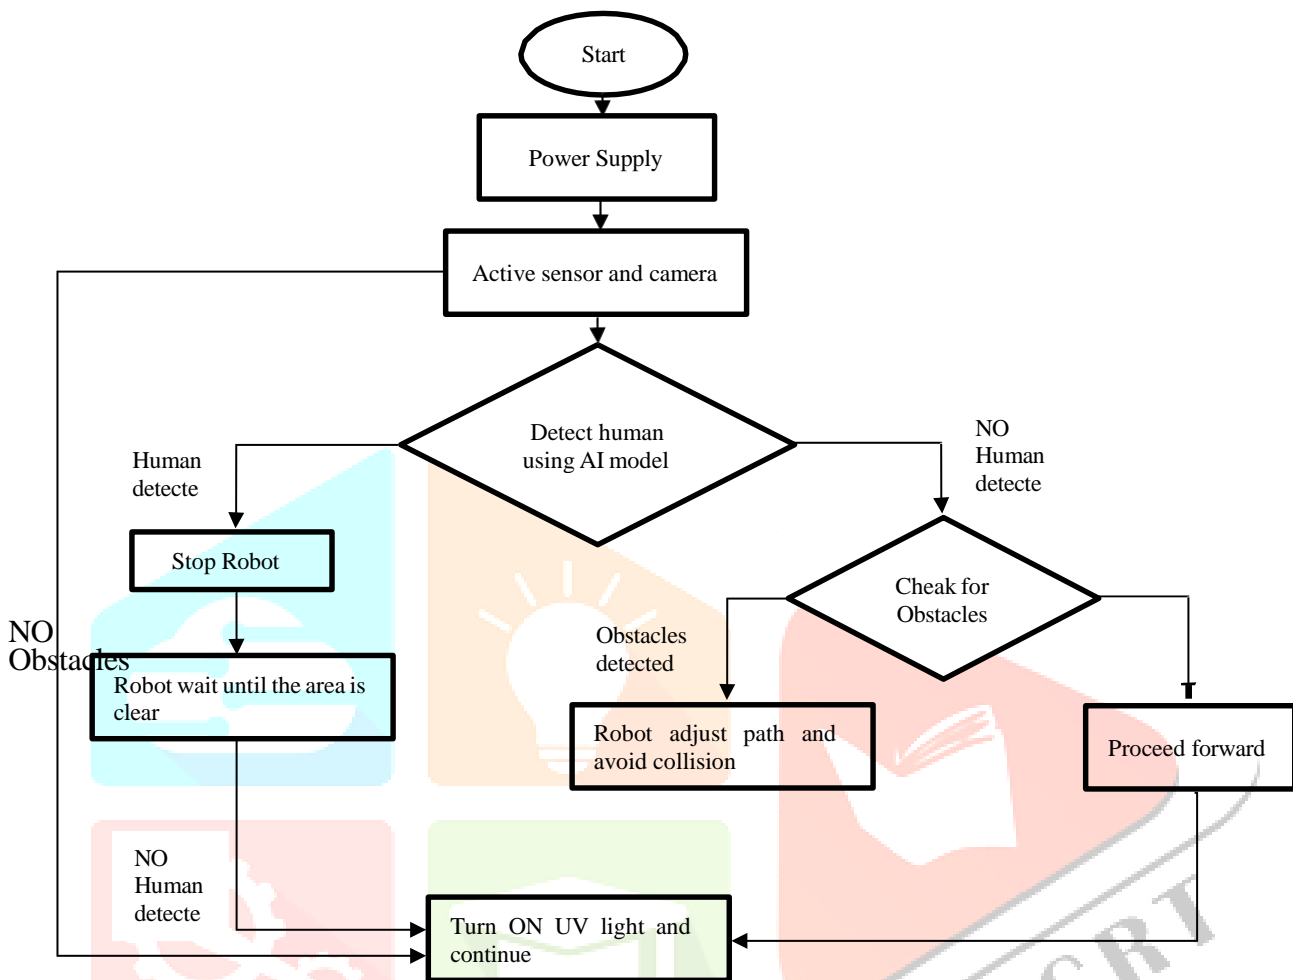 Start
Power Supply
Active sensor and camera
Detect human
using AI model
Human
detecte
NO
Human
detecte
Stop Robot
Cheak for
Obstacles
NO
Obstacles
Obstacles
detected
Robot wait until the area is
clear
Robot adjust path and
avoid collision
Proceed forward
NO
Human
detecte
Turn ON UV light and
continue
CRT